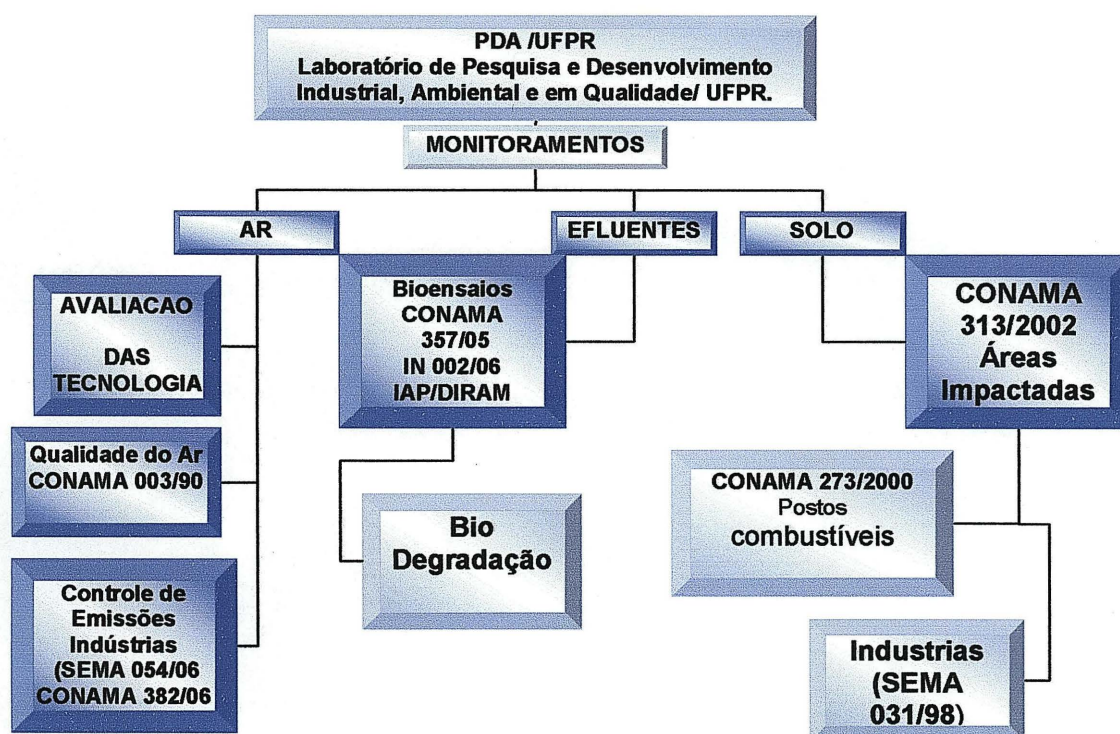 PDA /UFPR
Laboratório de Pesquisa e Desenvolvimento
Industrial, Ambiental e em Qualidade/ UFPR.
MONITORAMENTOS
AR
EFLUENTES
SOLO
AVALIACAO
DAS
TECNOLOGIA
Qualidade do Ar
CONAMA 003/90
Controle de
Emissões
Indústrias
(SEMA 054/06
CONAMA 382/06
Bioensaios
CONAMA
357/05
IN 002/06
IAP/DIRAM
Bio
Degradação
CONAMA
313/2002
Áreas
Impactadas
CONAMA 273/2000
Postos
combustíveis
Industrias
(SEMA
031/98)